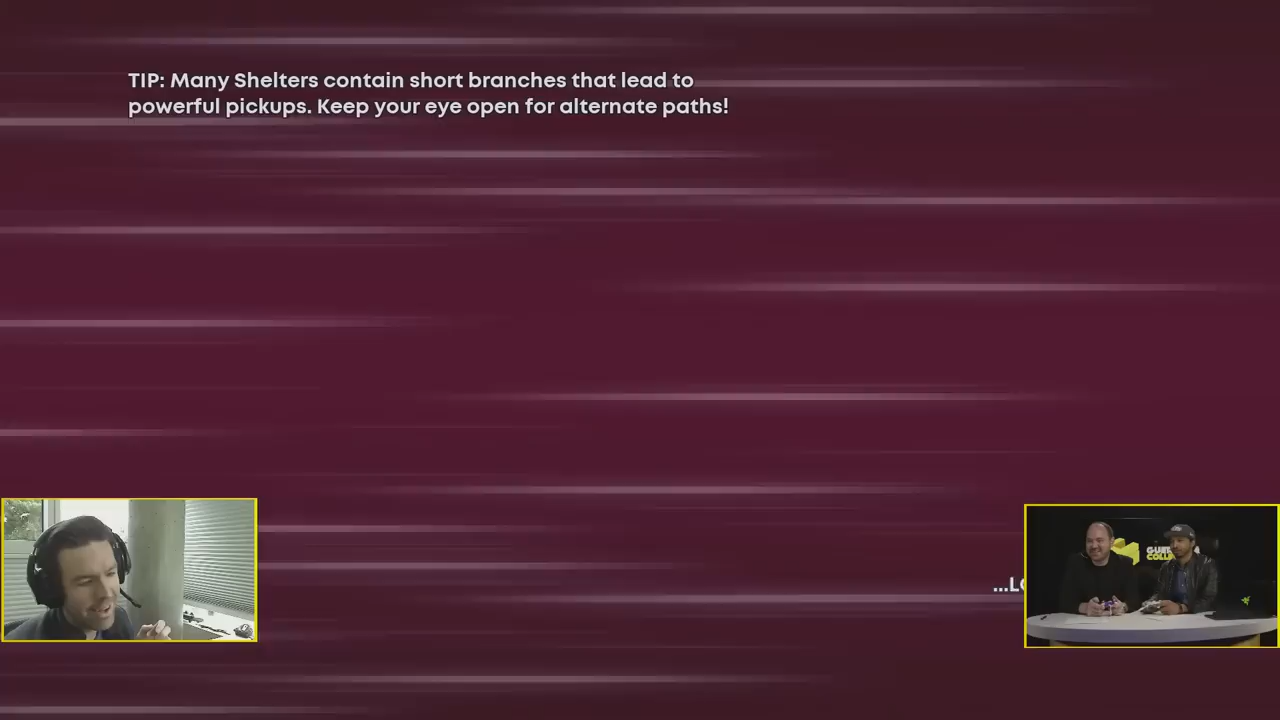 TIP: Many Shelters contain short branches that lead to
powerful pickups. Keep your eye open for alternate paths!